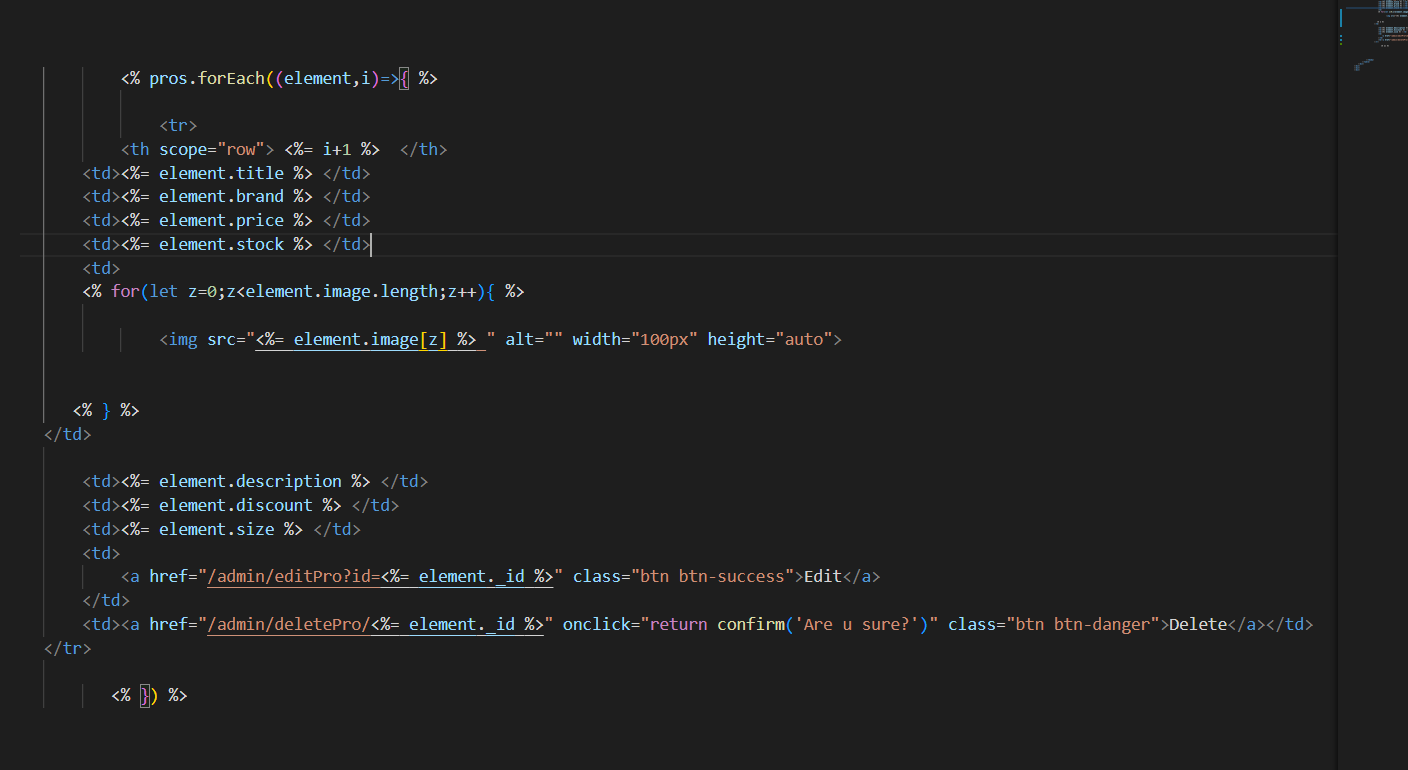 <% pros.forEach((element,i)=>{ %>
<tr>
<th scope="row"> <%= i+1 %>  </th>
<td><%= element.title %> </td>
<td><%= element.brand %> </td>
<td><%= element.price %> </td>
<td><%= element.stock %> </td>
<td>
<% for(let z=0;z<element.image.length;z++){ %>
<img src="<%= element.image[z] %> " alt="" width="100px" height="auto">
<% } %>
</td>
<td><%= element.description %> </td>
<td><%= element.discount %> </td>
<td><%= element.size %> </td>
<td>
<a href="/admin/editPro?id=<%= element._id %>" class="btn btn-success">Edit</a>
</td>
<td><a href="/admin/deletePro/<%= element._id %>" onclick="return confirm('Are u sure?')" class="btn btn-danger">Delete</a></td>
</tr>
<% }) %>